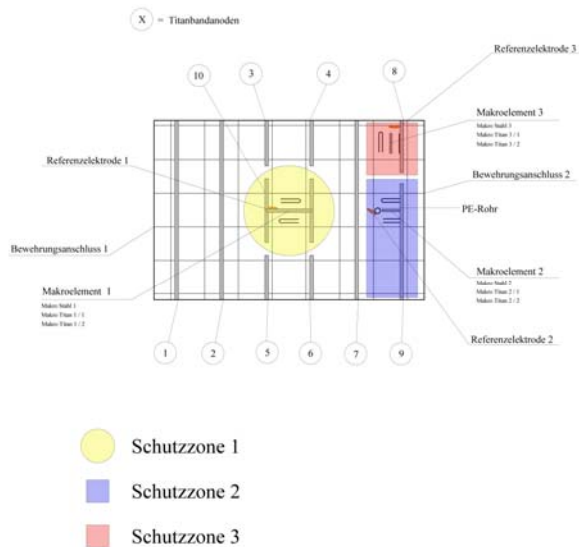 X = Titanbandanoden
Referenzelektrode 3
10
3
4
8
Makroelement 3
Makro Stahl 3
Makro Titan 3 / 1
Makro Titan 3 / 2
Referenzelektrode 1
Bewehrungsanschluss 2
PE-Rohr
Bewehrungsanschluss 1
Makroelement 1
Makro Stahl 1
Makro Titan 1 / 1
Makro Titan 1 / 2
Makroelement 2
Makro Stahl 2
Makro Titan 2 / 1
Makro Titan 2 / 2
Referenzelektrode 2
1
2
5
6
7
9
Schutzzone 1
Schutzzone 2
Schutzzone 3